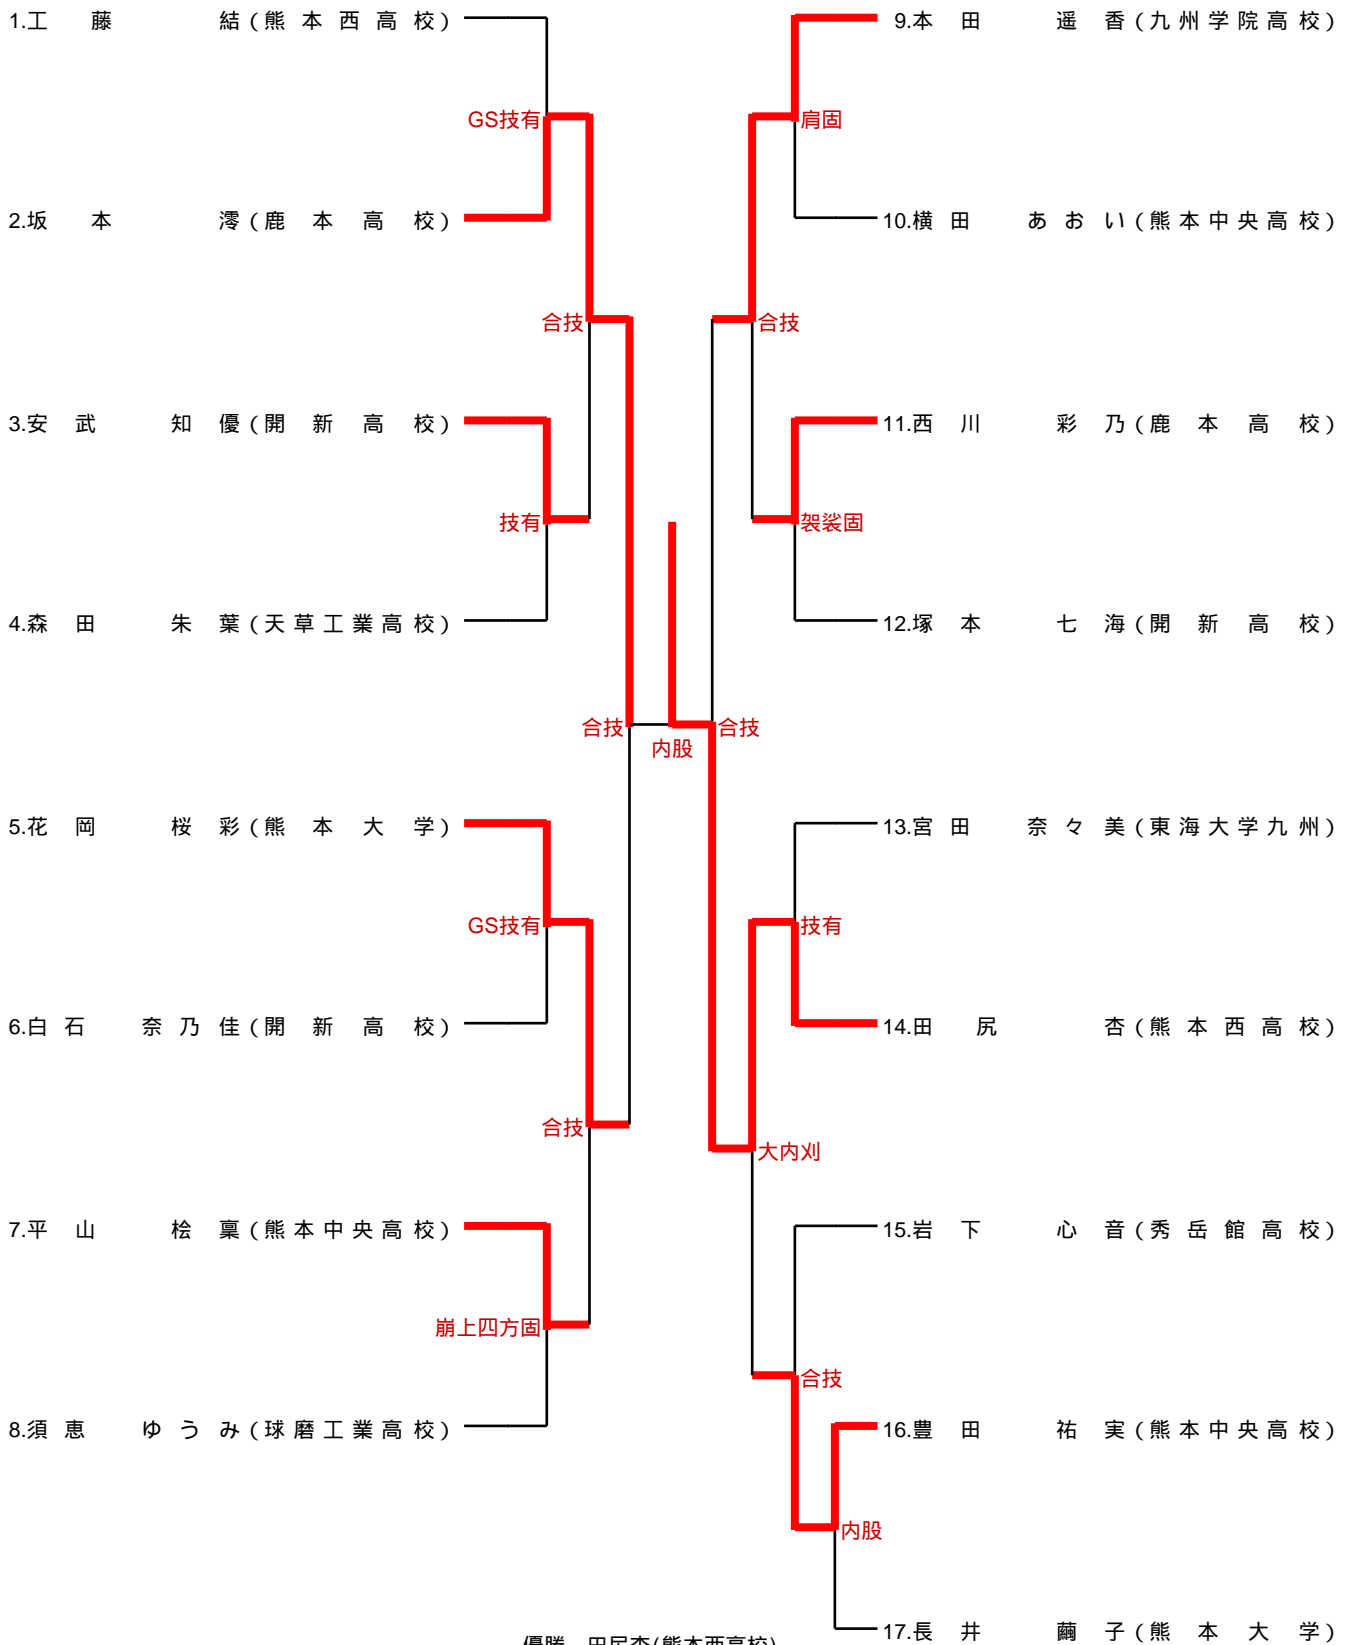 1.工藤 結(熊本西高校)
GS技有
2.坂本 澪(鹿本高校)
合技
3.安武 知優(開新高校)
技有
4.森田 朱葉(天草工業高校)
合技
内股
5.花岡 桜彩(熊本大学)
GS技有
6.白石 奈乃佳(開新高校)
合技
7.平山 桧稟(熊本中央高校)
崩上四方固
8.須恵 ゆうみ(球磨工業高校)
9.本田 遥香(九州学院高校)
肩固
10.横田 あおい(熊本中央高校)
合技
11.西川 彩乃(鹿本高校)
袈裟固
12.塚本 七海(開新高校)
合技
13.宮田 奈々美(東海大学九州)
技有
14.田尻 杏(熊本西高校)
大内刈
15.岩下 心音(秀岳館高校)
合技
16.豊田 祐実(熊本中央高校)
内股
17.長井 繭子(熊本大学)
優勝 田尻杏(熊本西高校)